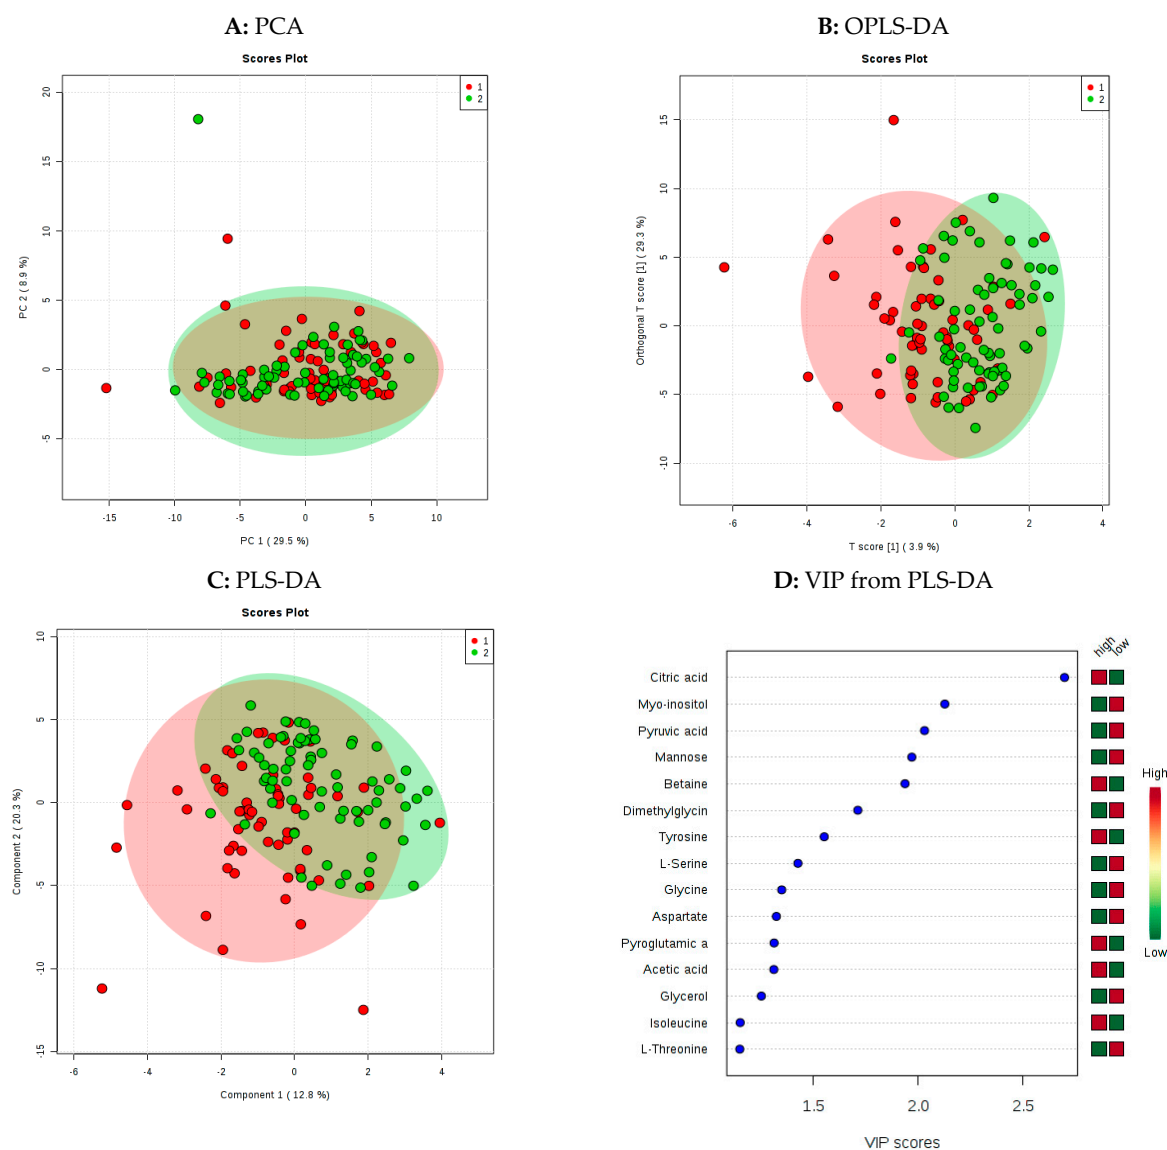 A: PCA
Scores Plot
1
2
20
15
10
5
0
-5
PC 2 ( 8.9 %)
-15 -10 -5 0 5 10
PC 1 ( 29.5 %)
B: OPLS-DA
Scores Plot
1
2
15
10
5
0
-5
-10
Orthogonal T score [1] ( 29.3 %)
-6 -4 -2 0 2 4
T score [1] ( 3.9 %)
C: PLS-DA
Scores Plot
1
2
10
5
0
-5
-10
-15
Component 2 ( 20.3 %)
-6 -4 -2 0 2 4
Component 1 ( 12.8 %)
D: VIP from PLS-DA
high low
Citric acid
Myo-inositol
Pyruvic acid
Mannose
Betaine
Dimethylglycin
Tyrosine
L-Serine
Glycine
Aspartate
Pyroglutamic a
Acetic acid
Glycerol
Isoleucine
L-Threonine
High
Low
1.5 2.0 2.5
VIP scores